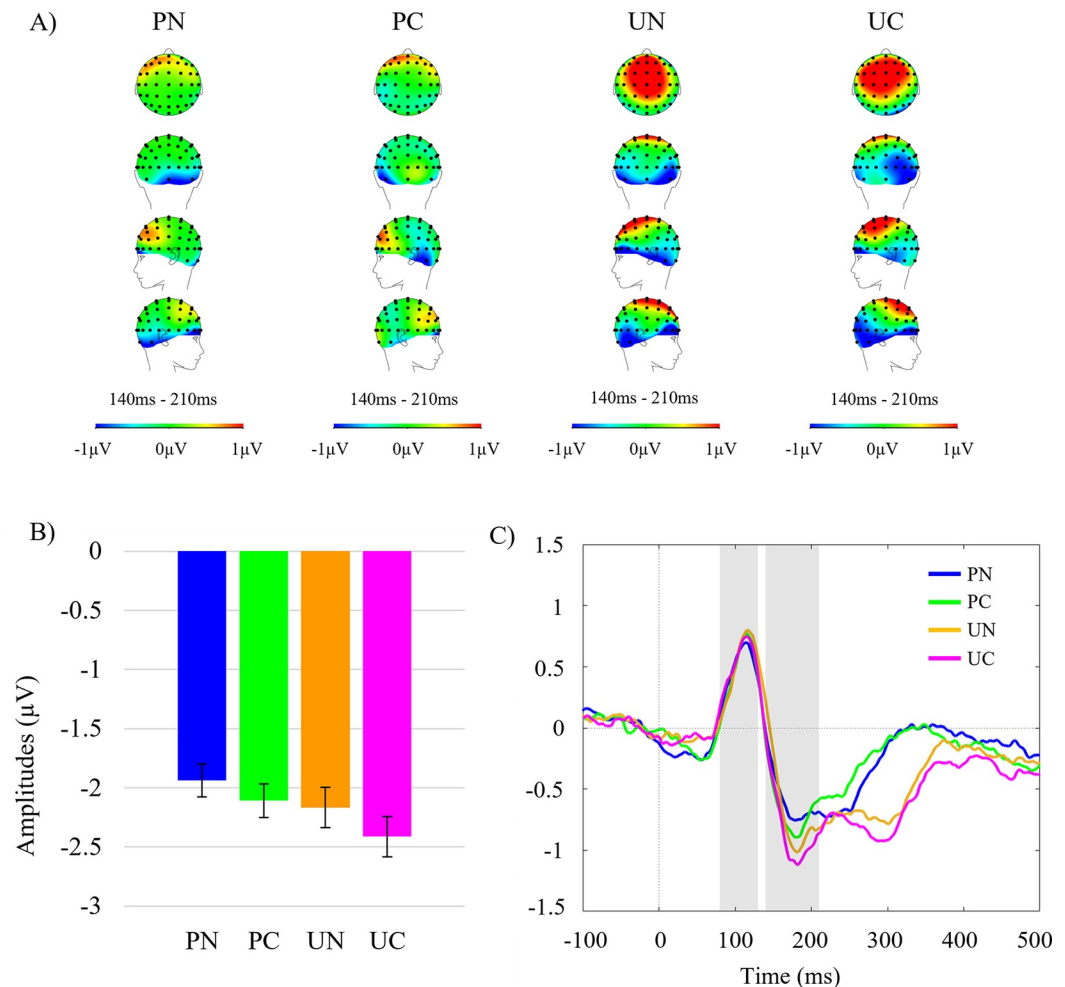 A)
PN PC UN UC
140ms - 210ms 140ms - 210ms 140ms - 210ms 140ms - 210ms
-1µV 0µV 1µV -1µV 0µV 1µV -1µV 0µV 1µV -1µV 0µV 1µV
B)
Amplitudes (µV)
0
-0.5
-1
-1.5
-2
-2.5
-3
PN PC UN UC
C)
1.5
1
0.5
0
-0.5
-1
-1.5
PN
PC
UN
UC
-100 0 100 200 300 400 500
Time (ms)